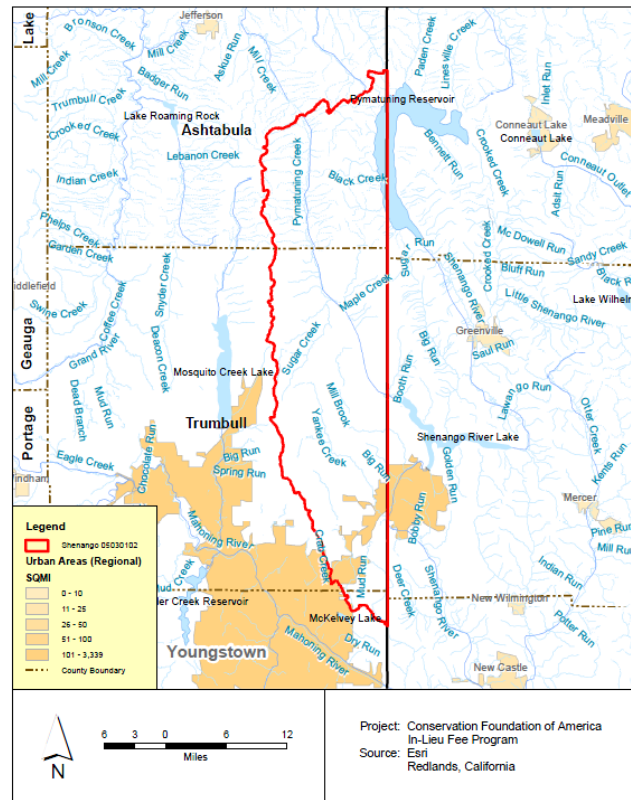 Lake
Jefferson
Bronson Creek
Mill Creek
Askue Run
Mill Creek
Paden Creek
Linesville Creek
Mill Creek
Badger Run
Inlet Run
Trumbull Creek
Lake Roaming Rock
Pymatuning Reservoir
Meadville
Conneaut Lake
Conneaut Lake
Crooked Creek
Ashtabula
Bennett Run
Crooked Creek
Lebanon Creek
Pymatuning Creek
Black Creek
Conneaut Outlet
Indian Creek
Adsit Run
Phelps Creek
Garden Creek
Sugar Run
Mc Dowell Run
Sandy Creek
Shenango River
Crooked Creek
Bluff Run
Black R
iddlefield
Snyder Creek
Maple Creek
Little Shenango River
Lake Wilhelm
Swine Creek
Coffee Creek
Greenville
Geauga
Grand River
Deacon Creek
Sugar Creek
Big Run
Saul Run
Mosquito Creek Lake
Dead Branch
Mud Run
Booth Run
Lawango Run
Mill Brook
Otter Creek
Portage
Trumbull
Yankee Creek
Shenango River Lake
Eagle Creek
Chocolate Run
Big Run
Spring Run
Big Run
Golden Run
Kents Run
indham
Mercer
Bobby Run
Mahoning River
Pine Run
Mill Ru
Crab Creek
Mud Run
Indian Run
Mud Creek
Deer Creek
Shenango River
New Wilmington
ler Creek Reservoir
McKelvey Lake
Potter Run
Youngstown
Mahoning River
Dry Run
New Castle
Legend
Shenango 05030102
Urban Areas (Regional)
SQMI
0 - 10
11 - 25
26 - 50
51 - 100
101 - 3,339
County Boundary
N
6 3 0 6 12
Miles
Project: Conservation Foundation of America
In-Lieu Fee Program
Source: Esri
Redlands, California